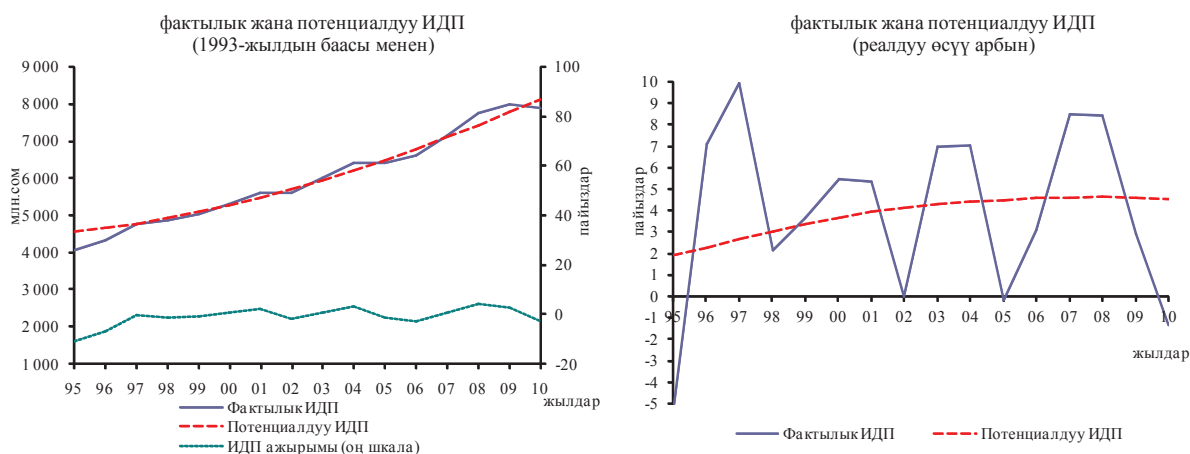 фактылык жана потенциалдуу ИДП
(1993-жылдын баасы менен)
9 000
8 000
7 000
6 000
5 000
4 000
3 000
2 000
1 000
млн.сом
100
80
60
40
20
0
-20
пайыздар
95 96 97 98 99 00 01 02 03 04 05 06 07 08 09 10
жылдар
Фактылык ИДП
Потенциалдуу ИДП
ИДП ажырымы (оң шкала)
фактылык жана потенциалдуу ИДП
(реалдуу өсүү арбын)
10
9
8
7
6
5
4
3
2
1
0
-1
-2
-3
-4
-5
пайыздар
95 96 97 98 99 00 01 02 03 04 05 06 07 08 09 10
жылдар
Фактылык ИДП Потенциалдуу ИДП